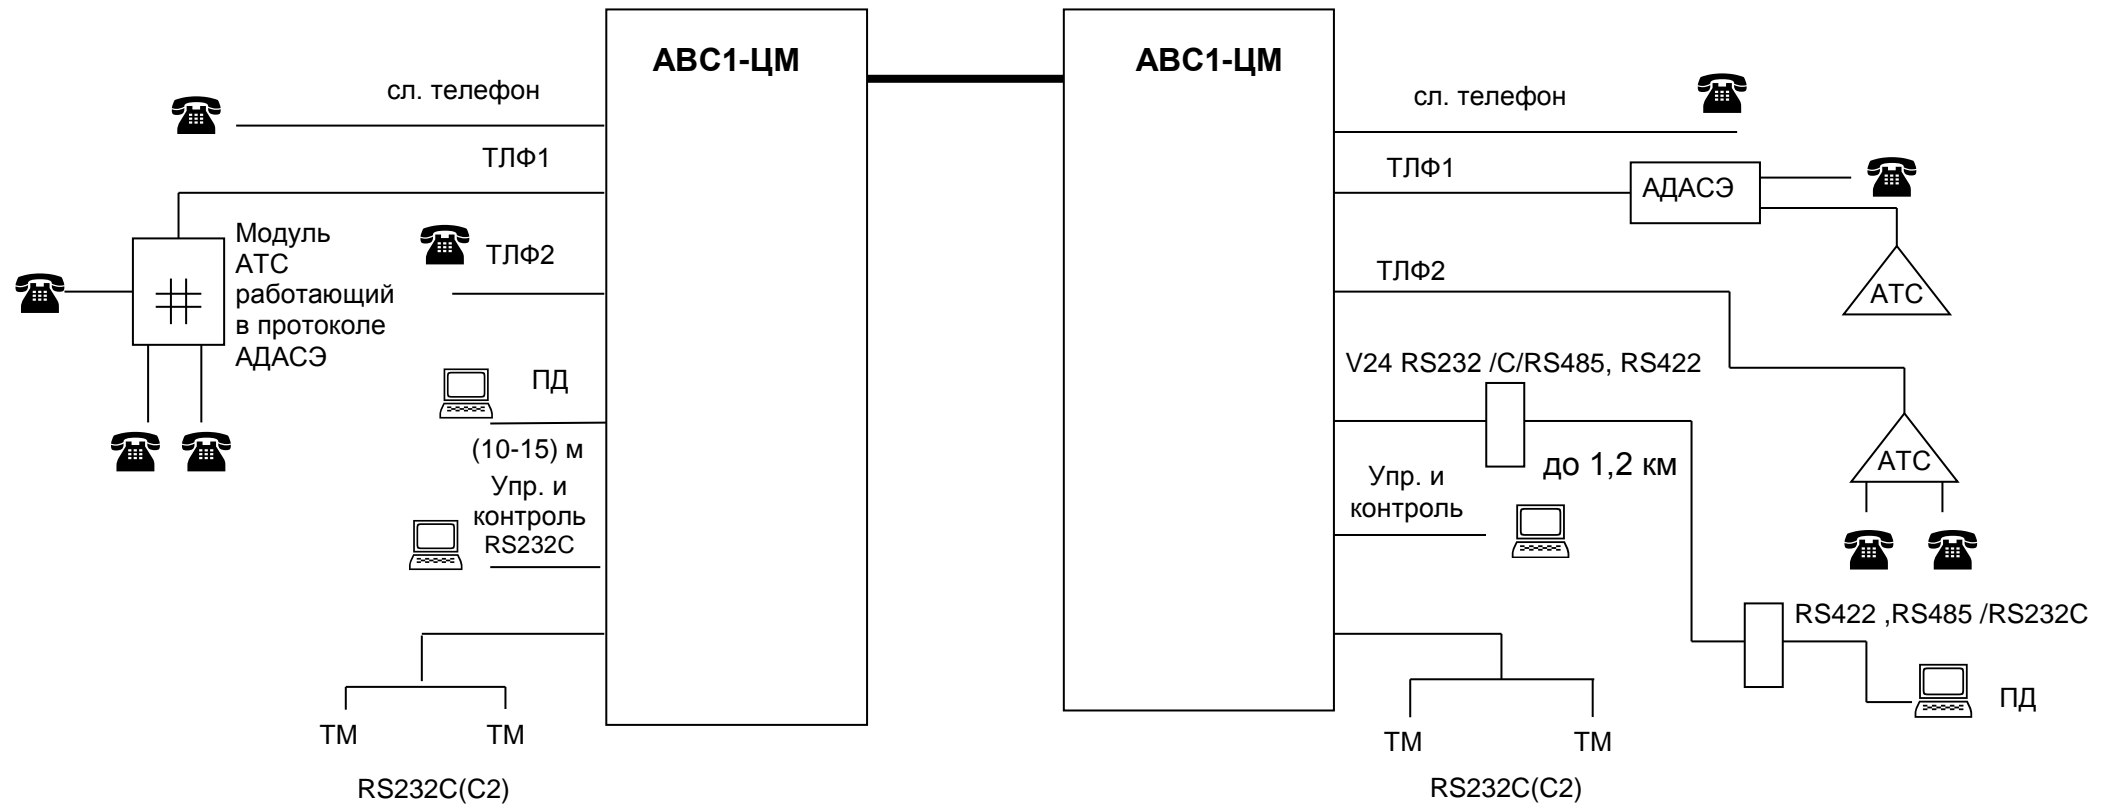 АВС1-ЦМ
сл. телефон
ТЛФ1
Модуль
АТС
работающий
в протоколе
АДАСЭ
ТЛФ2
ПД
(10-15) м
Упр. и
контроль
RS232C
ТМ
ТМ
RS232C(C2)
АВС1-ЦМ
сл. телефон
ТЛФ1
АДАСЭ
АТС
ТЛФ2
V24 RS232 /C/RS485, RS422
до 1,2 км
АТС
Упр. и
контроль
RS422 ,RS485 /RS232C
ПД
ТМ
ТМ
RS232C(C2)